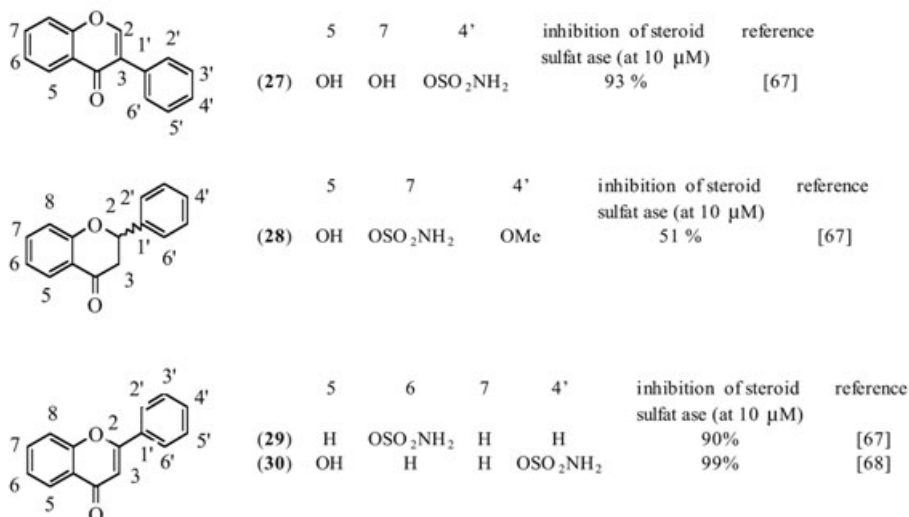 5 7 4' inhibition of steroid reference
sulfat ase (at 10 μM)
(27) OH OH OSO2NH2 93 % [67]
7 O 2 1' 2'
6 3' 
5 O 3 4'
6' 5'
5 7 4' inhibition of steroid reference
sulfat ase (at 10 μM)
(28) OH OSO2NH2 OMe 51 % [67]
8 O 2 2' 4'
7 1'
6 3 6'
5 O
5 6 7 4' inhibition of steroid reference
sulfat ase (at 10 μM)
(29) H OSO2NH2 H H 90% [67]
(30) OH H H OSO2NH2 99% [68]
2' 3'
8 O 2 4'
7 1' 5'
6 3 6'
5 O